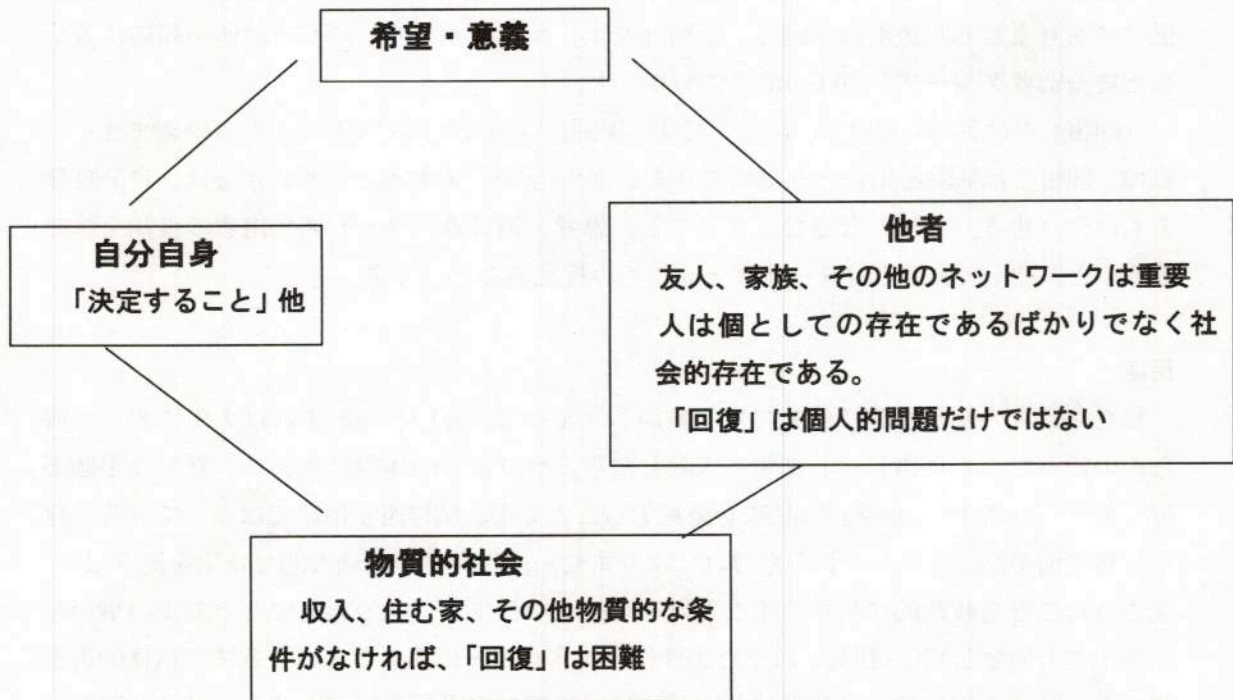 希望・意義
自分自身
「決定すること」他
他者
友人、家族、その他のネットワークは重要
人は個としての存在であるばかりでなく社
会的存在である。
「回復」は個人的問題だけではない
物質的社会
収入、住む家、その他物質的な条
件がなければ、「回復」は困難